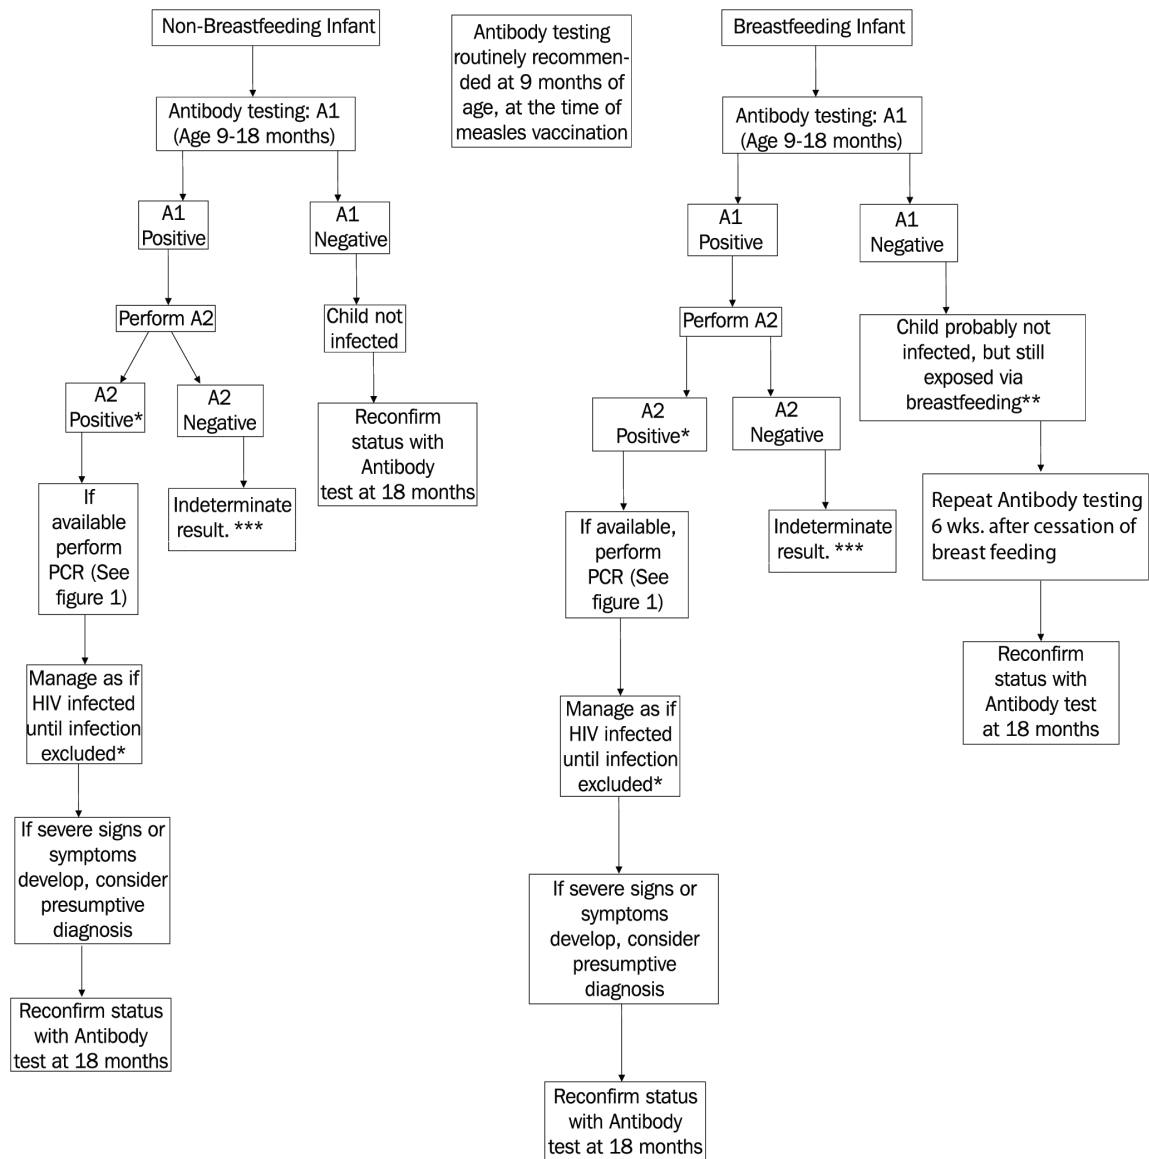 Non-Breastfeeding Infant
Antibody testing: A1
(Age 9-18 months)
A1
Positive
A1
Negative
Perform A2
Child not
infected
A2
Positive*
A2
Negative
Reconfirm
status with
Antibody
test at 18 months
If
available
perform
PCR (See
figure 1)
Indeterminate
result. ***
Manage as if
HIV infected
until infection
excluded*
If severe signs or
symptoms
develop, consider
presumptive
diagnosis
Reconfirm status
with Antibody
test at 18 months
Antibody testing
routinely recommen-
ded at 9 months of
age, at the time of
measles vaccination
Breastfeeding Infant
Antibody testing: A1
(Age 9-18 months)
A1
Positive
A1
Negative
Perform A2
Child probably not
infected, but still
exposed via
breastfeeding**
A2
Positive*
A2
Negative
Repeat Antibody testing
6 wks. after cessation of
breast feeding
If available,
perform
PCR (See
figure 1)
Indeterminate
result. ***
Reconfirm
status with
Antibody test
at 18 months
Manage as if
HIV infected
until infection
excluded*
If severe signs or
symptoms
develop, consider
presumptive
diagnosis
Reconfirm status
with Antibody
test at 18 months